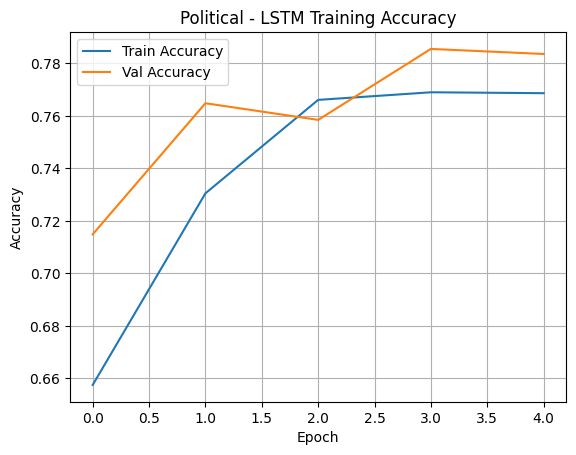 Political - LSTM Training Accuracy
Train Accuracy
Val Accuracy
0.78
0.76
0.74
0.72
0.70
0.68
0.66
Accuracy
0.0 0.5 1.0 1.5 2.0 2.5 3.0 3.5 4.0
Epoch